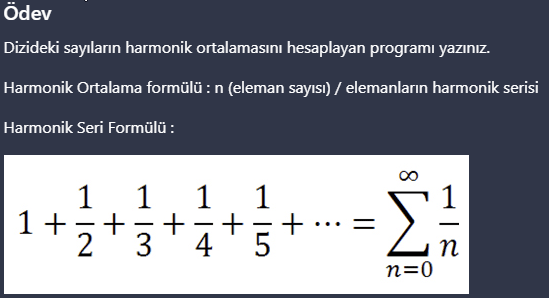 Ödev
Dizideki sayıların harmonik ortalamasını hesaplayan programı yazınız.
Harmonik Ortalama formülü : n (eleman sayısı) / elemanların harmonik serisi
Harmonik Seri Formülü :
1 + 1/2 + 1/3 + 1/4 + 1/5 + ··· = ∑_{n=0}^{∞} 1/n